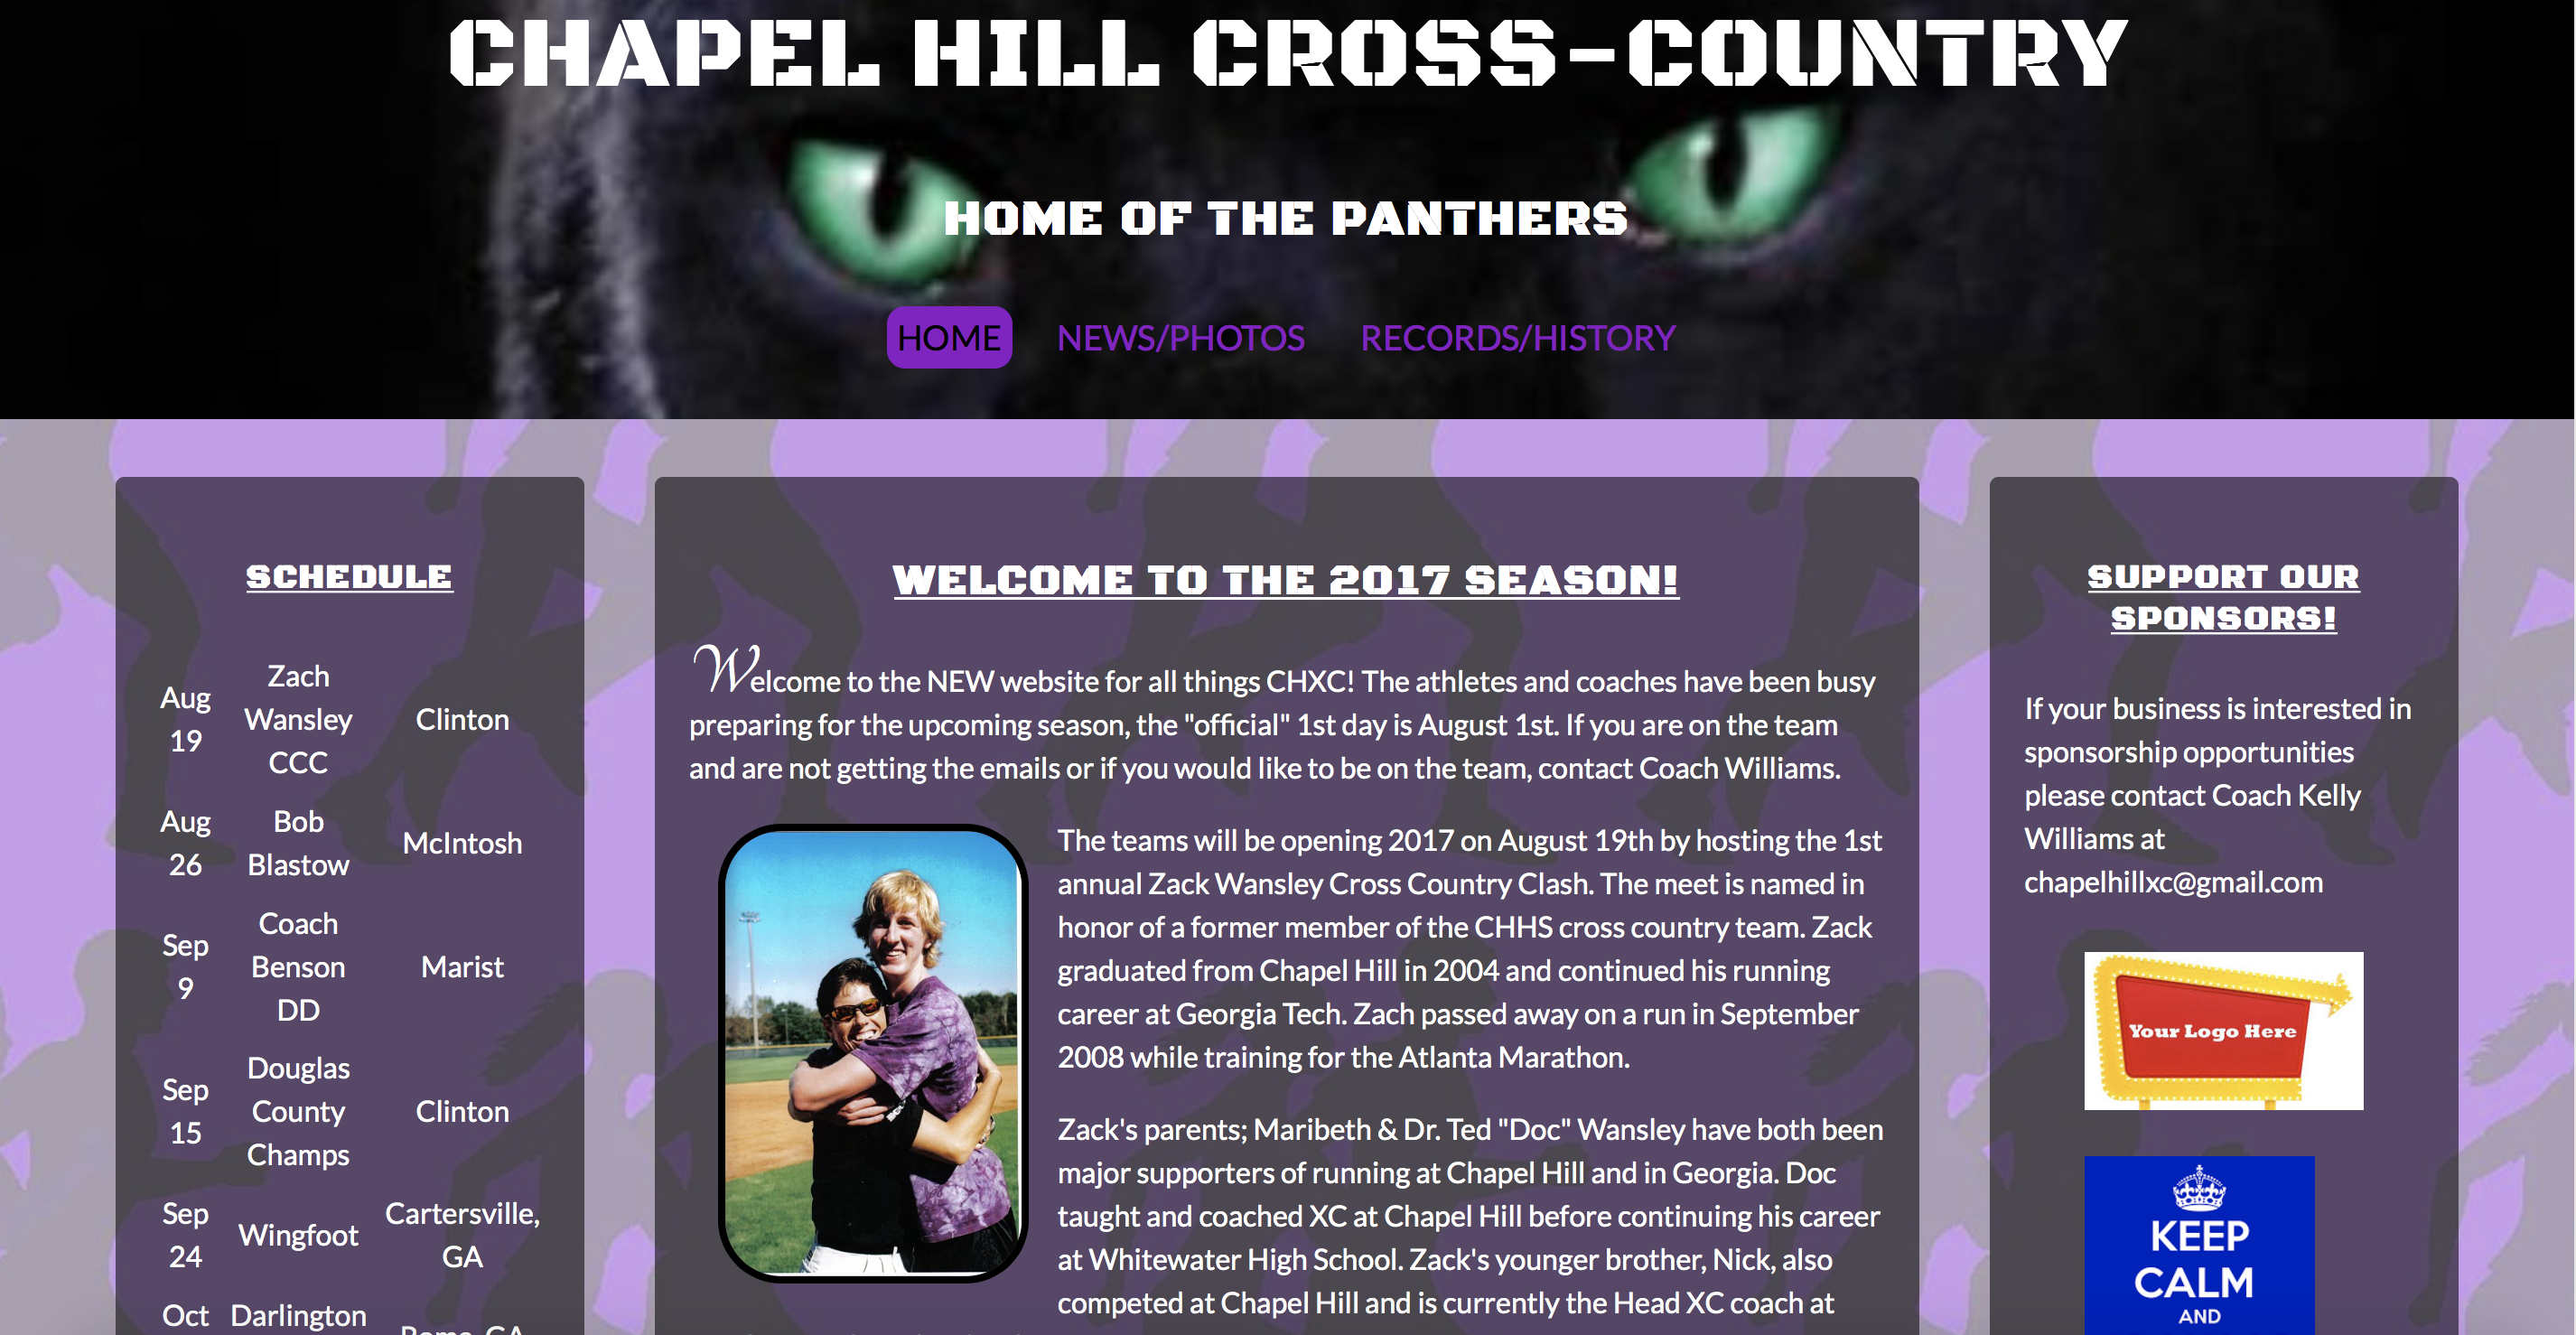 CHAPEL HILL CROSS-COUNTRY
HOME OF THE PANTHERS
HOME NEWS/PHOTOS RECORDS/HISTORY
SCHEDULE
Aug
19
Zach
Wansley
CCC
Clinton
Aug
26
Bob
Blastow
McIntosh
Sep
9
Coach
Benson
DD
Marist
Sep
15
Douglas
County
Champs
Clinton
Sep
24
Wingfoot
Cartersville,
GA
Oct
Darlington
Rome, GA
WELCOME TO THE 2017 SEASON!
Welcome to the NEW website for all things CHXC! The athletes and coaches have been busy
preparing for the upcoming season, the "official" 1st day is August 1st. If you are on the team
and are not getting the emails or if you would like to be on the team, contact Coach Williams.
The teams will be opening 2017 on August 19th by hosting the 1st
annual Zack Wansley Cross Country Clash. The meet is named in
honor of a former member of the CHHS cross country team. Zack
graduated from Chapel Hill in 2004 and continued his running
career at Georgia Tech. Zach passed away on a run in September
2008 while training for the Atlanta Marathon.
Zack's parents; Maribeth & Dr. Ted "Doc" Wansley have both been
major supporters of running at Chapel Hill and in Georgia. Doc
taught and coached XC at Chapel Hill before continuing his career
at Whitewater High School. Zack's younger brother, Nick, also
competed at Chapel Hill and is currently the Head XC coach at
SUPPORT OUR
SPONSORS!
If your business is interested in
sponsorship opportunities
please contact Coach Kelly
Williams at
chapelhillxc@gmail.com
Your Logo Here
KEEP
CALM
AND